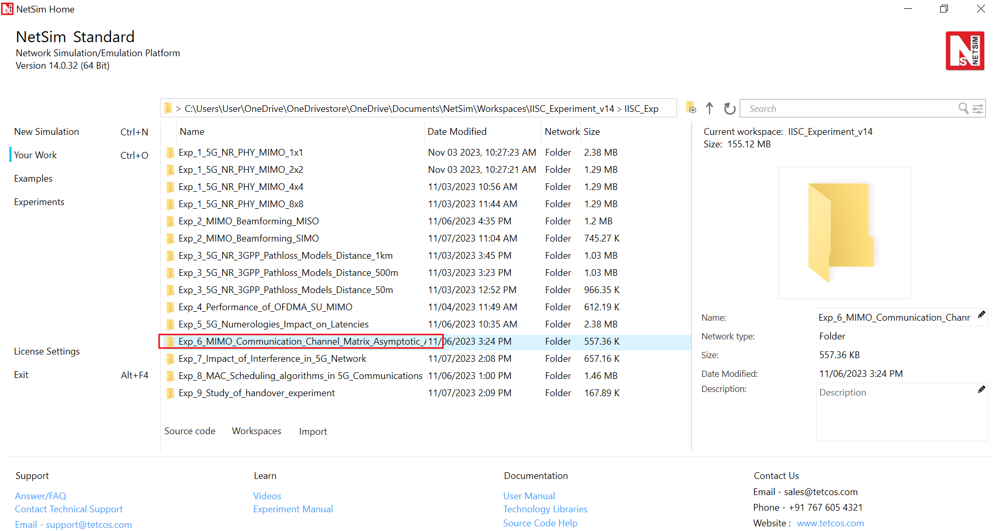 NetSim Home
NetSim Standard
Network Simulation/Emulation Platform
Version 14.0.32 (64 Bit)
NETSIM
> C:\Users\User\OneDrive\OneDrivestore\OneDrive\Documents\NetSim\Workspaces\IISC_Experiment_v14 > IISC_Exp
Search
New Simulation Ctrl+N
Your Work Ctrl+O
Examples
Experiments
License Settings
Exit Alt+F4
Name Date Modified Network Size
Exp_1_5G_NR_PHY_MIMO_1x1 Nov 03 2023, 10:27:23 AM Folder 2.38 MB
Exp_1_5G_NR_PHY_MIMO_2x2 Nov 03 2023, 10:27:21 AM Folder 1.29 MB
Exp_1_5G_NR_PHY_MIMO_4x4 11/03/2023 10:56 AM Folder 1.29 MB
Exp_1_5G_NR_PHY_MIMO_8x8 11/03/2023 11:44 AM Folder 1.29 MB
Exp_2_MIMO_Beamforming_MISO 11/06/2023 4:35 PM Folder 1.2 MB
Exp_2_MIMO_Beamforming_SIMO 11/07/2023 11:04 AM Folder 745.27 K
Exp_3_5G_NR_3GPP_Pathloss_Models_Distance_1km 11/03/2023 3:45 PM Folder 1.03 MB
Exp_3_5G_NR_3GPP_Pathloss_Models_Distance_500m 11/03/2023 3:23 PM Folder 1.03 MB
Exp_3_5G_NR_3GPP_Pathloss_Models_Distance_50m 11/03/2023 12:52 PM Folder 966.35 K
Exp_4_Performance_of_OFDMA_SU_MIMO 11/04/2023 11:49 AM Folder 612.19 K
Exp_5_5G_Numerologies_Impact_on_Latencies 11/06/2023 10:35 AM Folder 2.38 MB
Exp_6_MIMO_Communication_Channel_Matrix_Asymptotic_A 11/06/2023 3:24 PM Folder 557.36 K
Exp_7_Impact_of_Interference_in_5G_Network 11/07/2023 2:08 PM Folder 657.16 K
Exp_8_MAC_Scheduling_algorithms_in 5G_Communications 11/06/2023 1:00 PM Folder 1.46 MB
Exp_9_Study_of_handover_experiment 11/07/2023 2:09 PM Folder 167.89 K
Source code Workspaces Import
Current workspace: IISC_Experiment_v14
Size: 155.12 MB
Name: Exp_6_MIMO_Communication_Chanr
Network type: Folder
Size: 557.36 KB
Date Modified: 11/06/2023 3:24 PM
Description: Description
Support
Answer/FAQ
Contact Technical Support
Email - support@tetcos.com
Learn
Videos
Experiment Manual
Documentation
User Manual
Technology Libraries
Source Code Help
Contact Us
Email - sales@tetcos.com
Phone - +91 767 605 4321
Website : www.tetcos.com